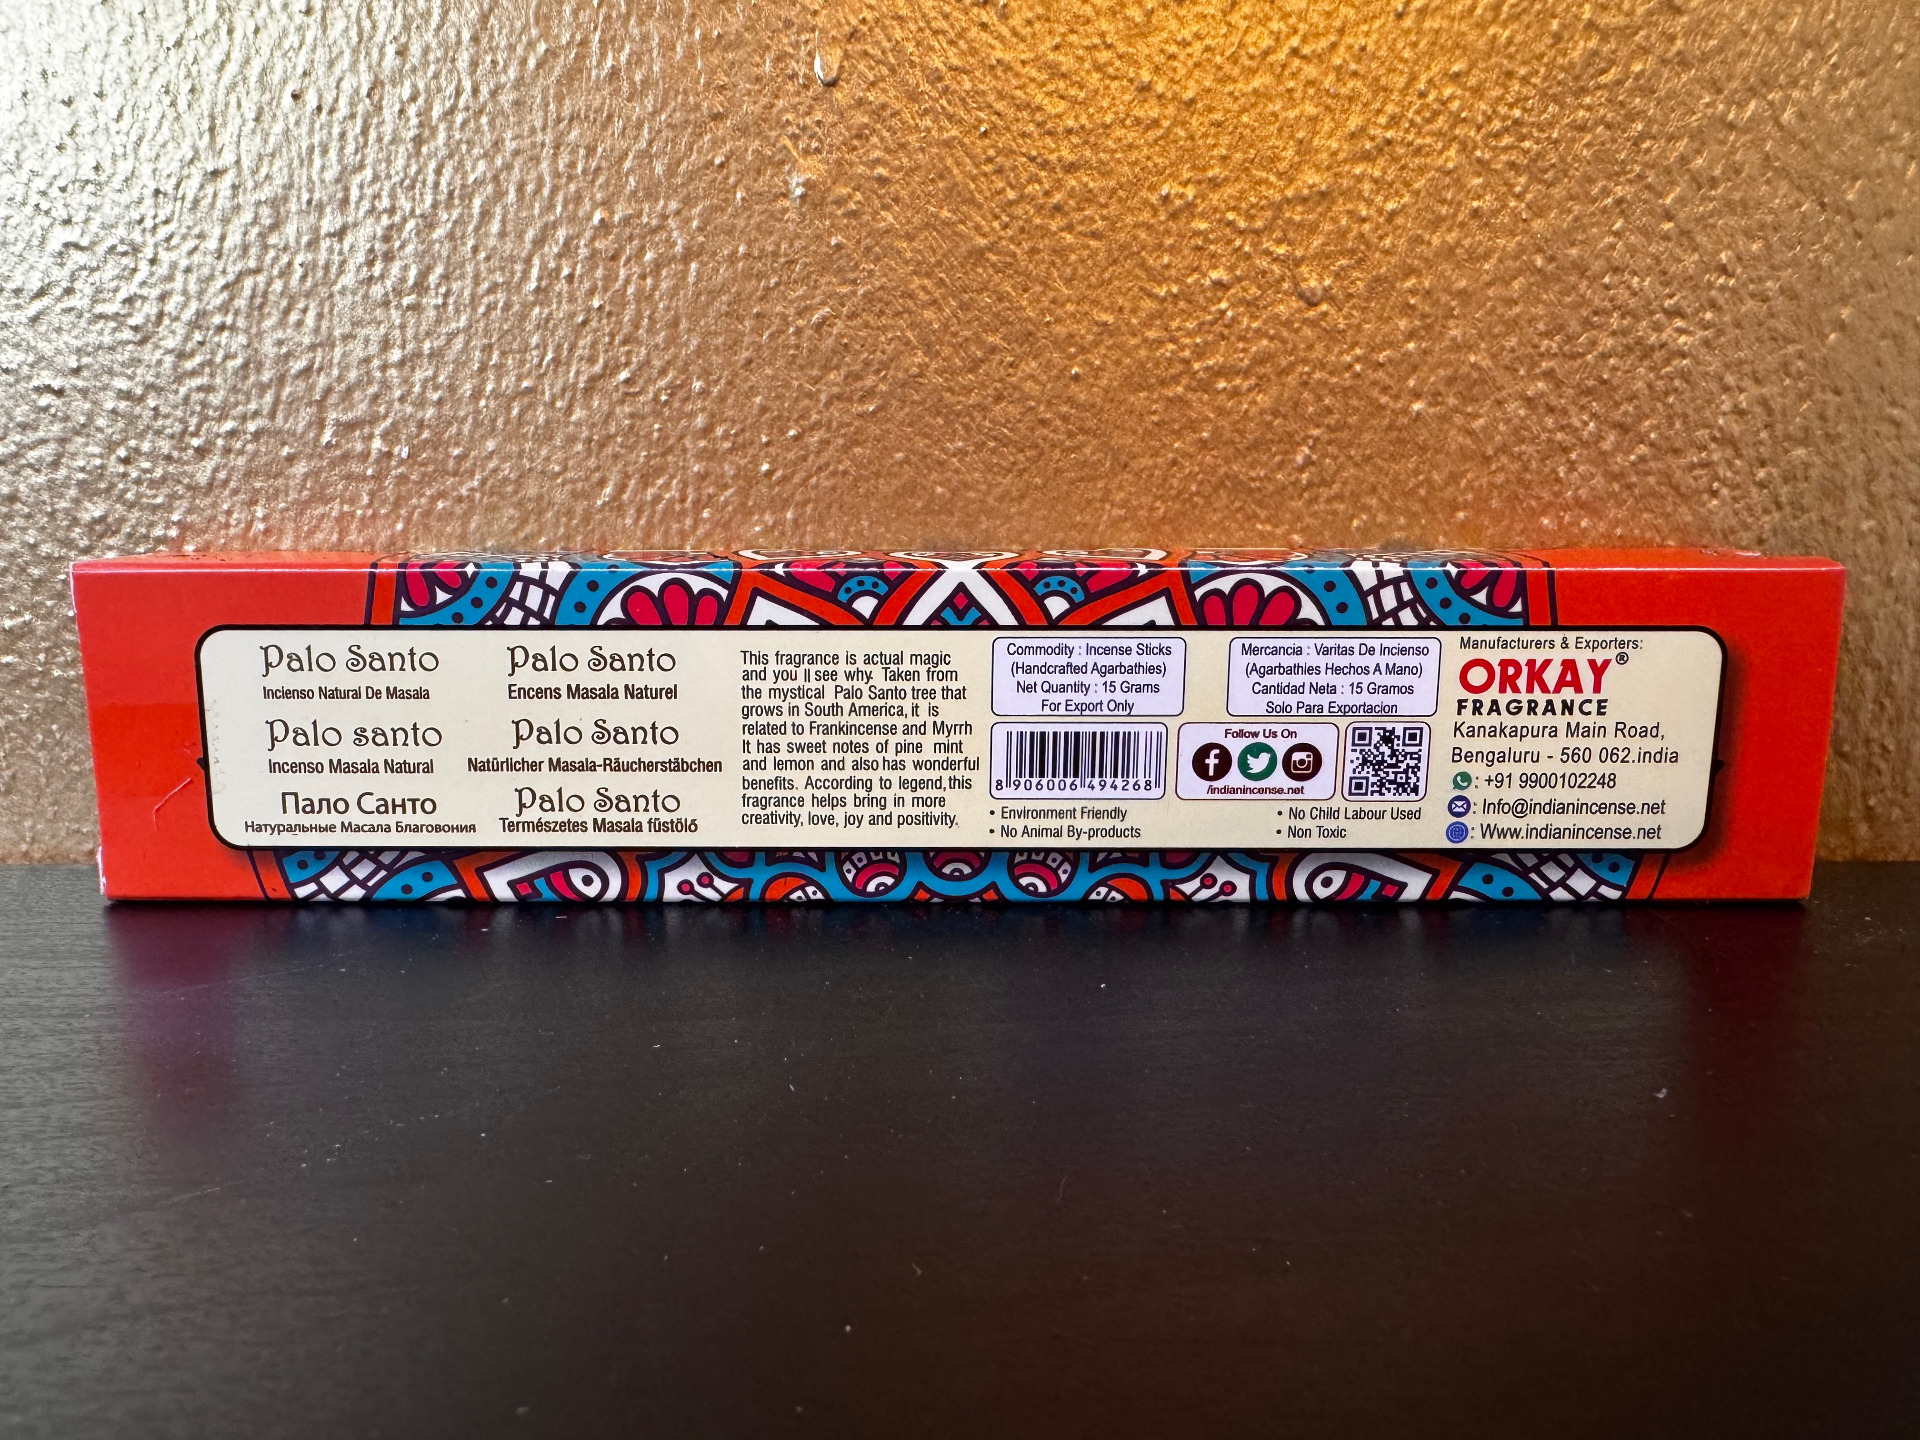 Palo Santo
Incienso Natural De Masala
Palo Santo
Encens Masala Naturel
Palo santo
Incenso Masala Natural
Palo Santo
Natürlicher Masala-Räucherstäbchen
Пало Санто
Натуральные Масала Благовония
Palo Santo
Természetes Masala füstölő
This fragrance is actual magic
and you ll see why. Taken from
the mystical Palo Santo tree that
grows in South America, it is
related to Frankincense and Myrrh
It has sweet notes of pine mint
and lemon and also has wonderful
benefits. According to legend,this
fragrance helps bring in more
creativity, love, joy and positivity.
Commodity : Incense Sticks
(Handcrafted Agarbathies)
Net Quantity : 15 Grams
For Export Only
Mercancia : Varitas De Incienso
(Agarbathies Hechos A Mano)
Cantidad Neta : 15 Gramos
Solo Para Exportacion
8 906006 494268
Follow Us On
/indianincense.net
• Environment Friendly
• No Animal By-products
• No Child Labour Used
• Non Toxic
Manufacturers & Exporters:
ORKAY®
FRAGRANCE
Kanakapura Main Road,
Bengaluru - 560 062.india
: +91 9900102248
: Info@indianincense.net
: Www.indianincense.net